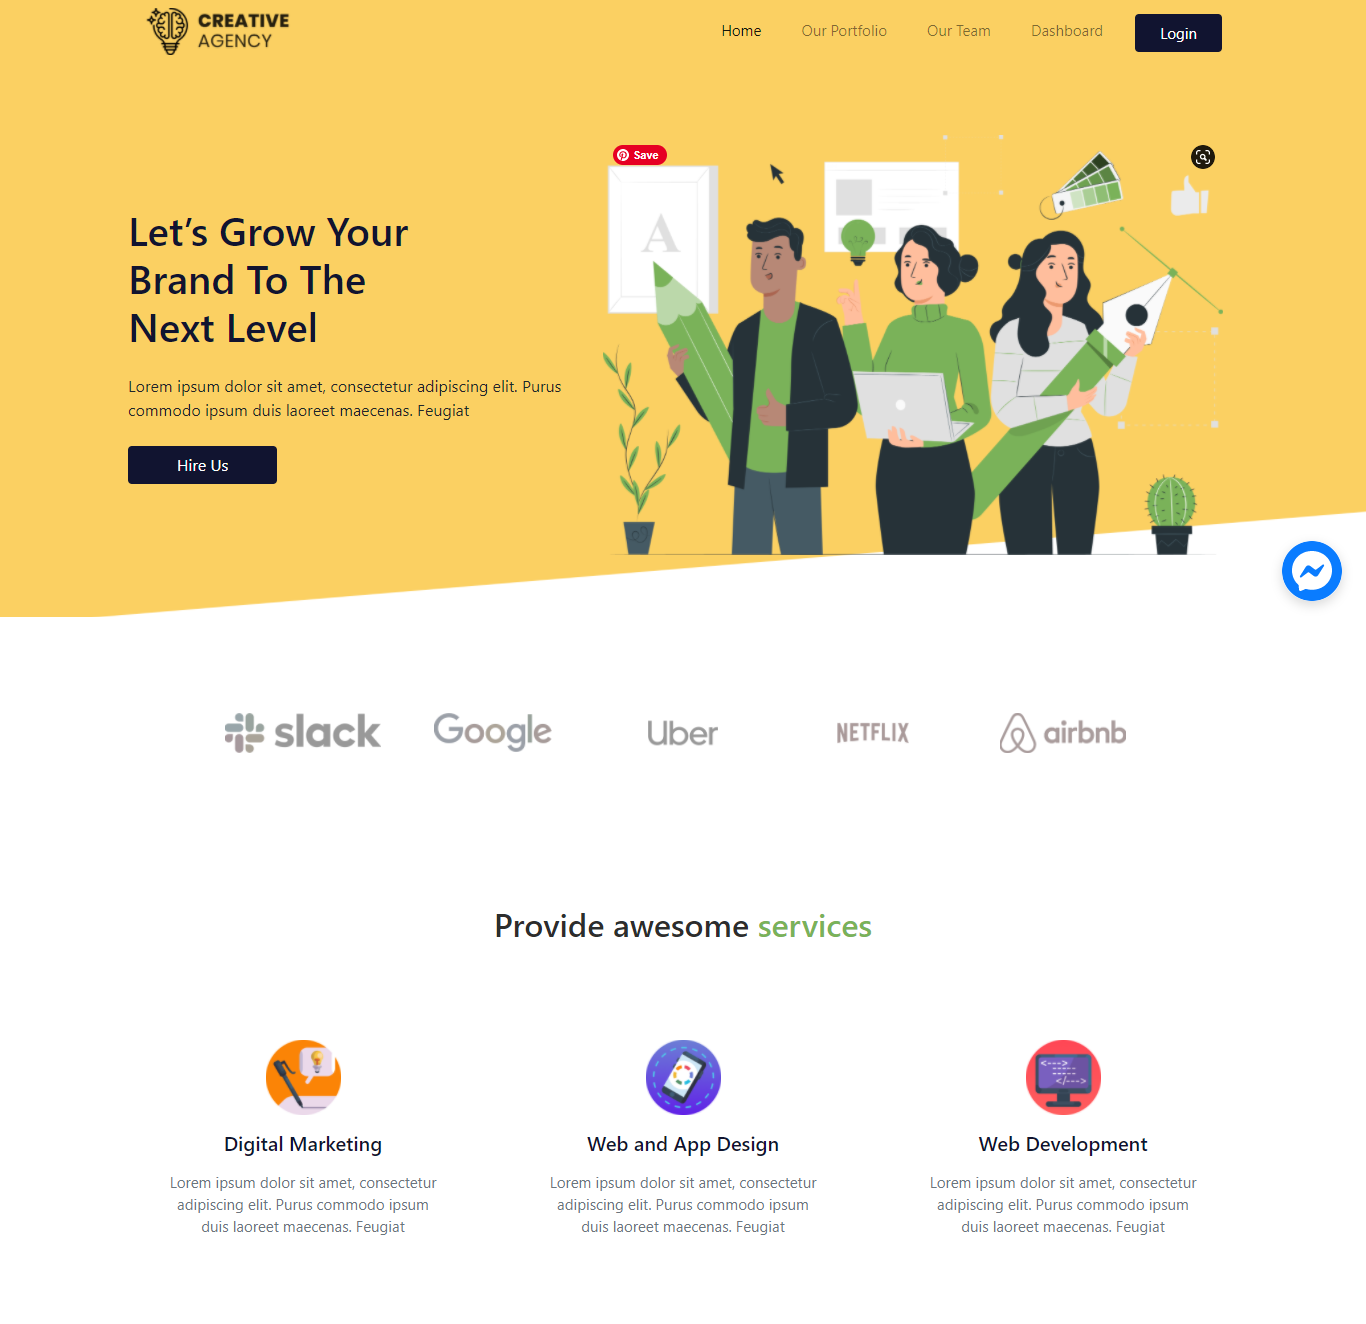 CREATIVE
AGENCY
Home
Our Portfolio
Our Team
Dashboard
Login
Save
A
Let’s Grow Your
Brand To The
Next Level
Lorem ipsum dolor sit amet, consectetur adipiscing elit. Purus
commodo ipsum duis laoreet maecenas. Feugiat
Hire Us
slack
Google
Uber
NETFLIX
airbnb
Provide awesome services
<--->
</--->
Digital Marketing
Lorem ipsum dolor sit amet, consectetur
adipiscing elit. Purus commodo ipsum
duis laoreet maecenas. Feugiat
Web and App Design
Lorem ipsum dolor sit amet, consectetur
adipiscing elit. Purus commodo ipsum
duis laoreet maecenas. Feugiat
Web Development
Lorem ipsum dolor sit amet, consectetur
adipiscing elit. Purus commodo ipsum
duis laoreet maecenas. Feugiat